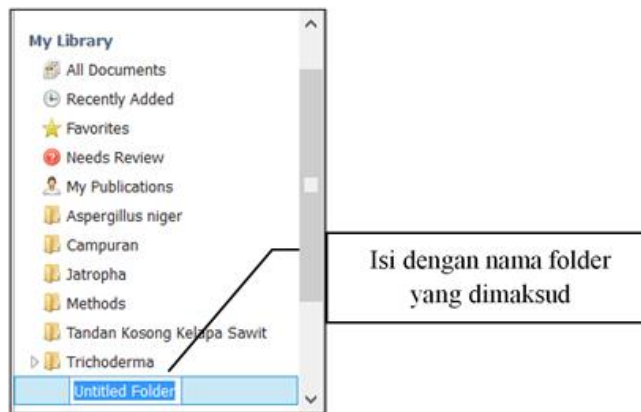 My Library
All Documents
Recently Added
Favorites
Needs Review
My Publications
Aspergillus niger
Campuran
Jatropha
Methods
Tandan Kosong Kelapa Sawit
Trichoderma
Untitled Folder
Isi dengan nama folder
yang dimaksud